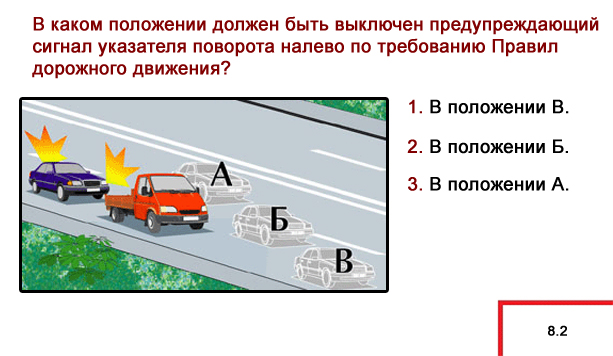 В каком положении должен быть выключен предупреждающий
сигнал указателя поворота налево по требованию Правил
дорожного движения?
1. В положении В.
2. В положении Б.
3. В положении А.
А
Б
В
8.2